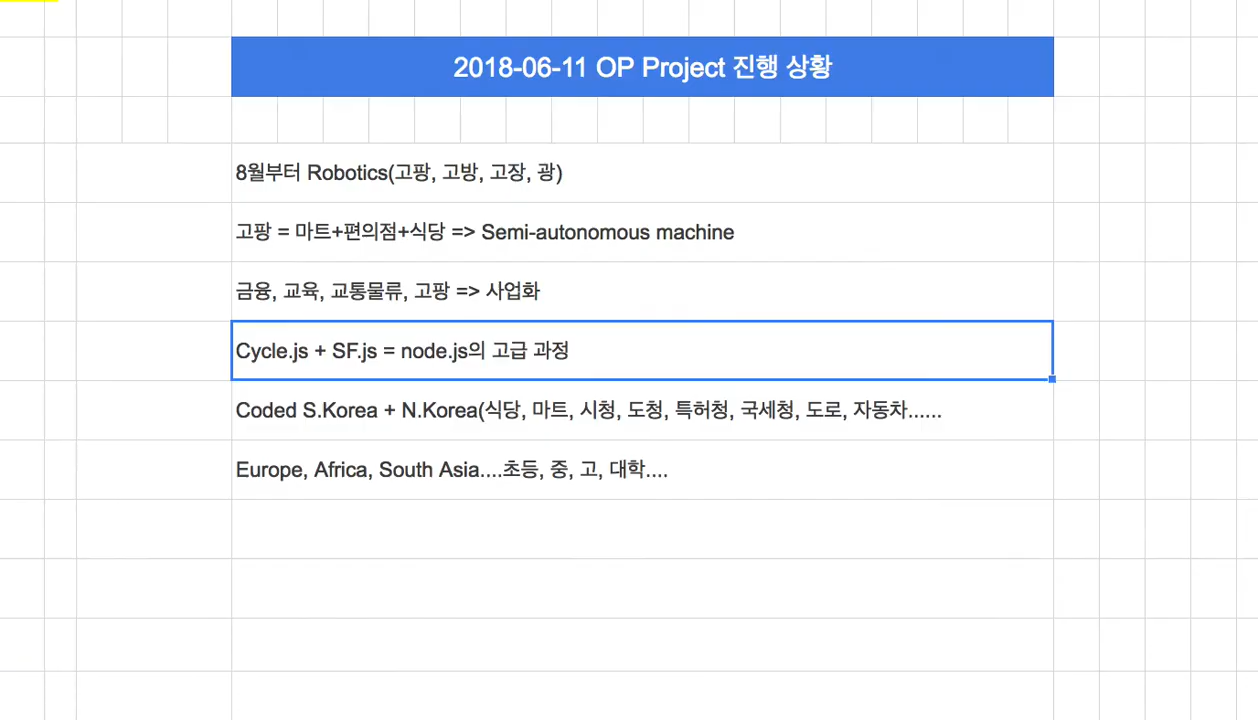 2018-06-11 OP Project 진행 상황
8월부터 Robotics(고팡, 고방, 고장, 광)
고팡 = 마트+편의점+식당 => Semi-autonomous machine
금융, 교육, 교통물류, 고팡 => 사업화
Cycle.js + SF.js = node.js의 고급 과정
Coded S.Korea + N.Korea(식당, 마트, 시청, 도청, 특허청, 국세청, 도로, 자동차......
Europe, Africa, South Asia....초등, 중, 고, 대학....